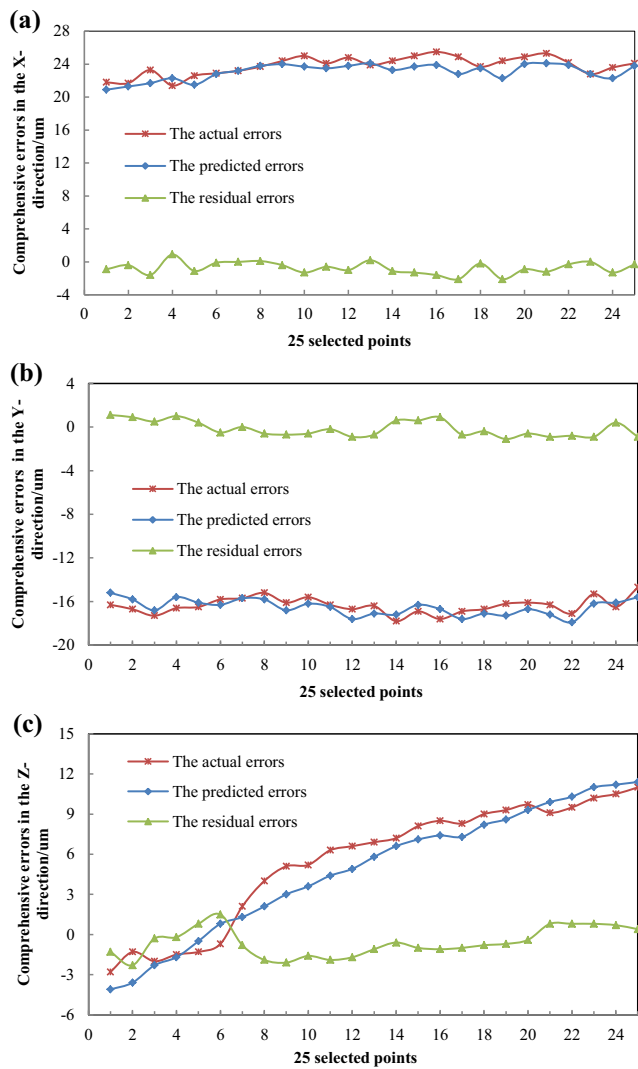 (a)
Comprehensive errors in the X-
direction/um
28
24
20
16
12
8
4
0
-4
The actual errors
The predicted errors
The residual errors
0 2 4 6 8 10 12 14 16 18 20 22 24
25 selected points
(b)
Comprehensive errors in the Y-
direction/um
4
0
-4
-8
-12
-16
-20
The actual errors
The predicted errors
The residual errors
0 2 4 6 8 10 12 14 16 18 20 22 24
25 selected points
(c)
Comprehensive errors in the Z-
direction/um
15
12
9
6
3
0
-3
-6
The actual errors
The predicted errors
The residual errors
0 2 4 6 8 10 12 14 16 18 20 22 24
25 selected points